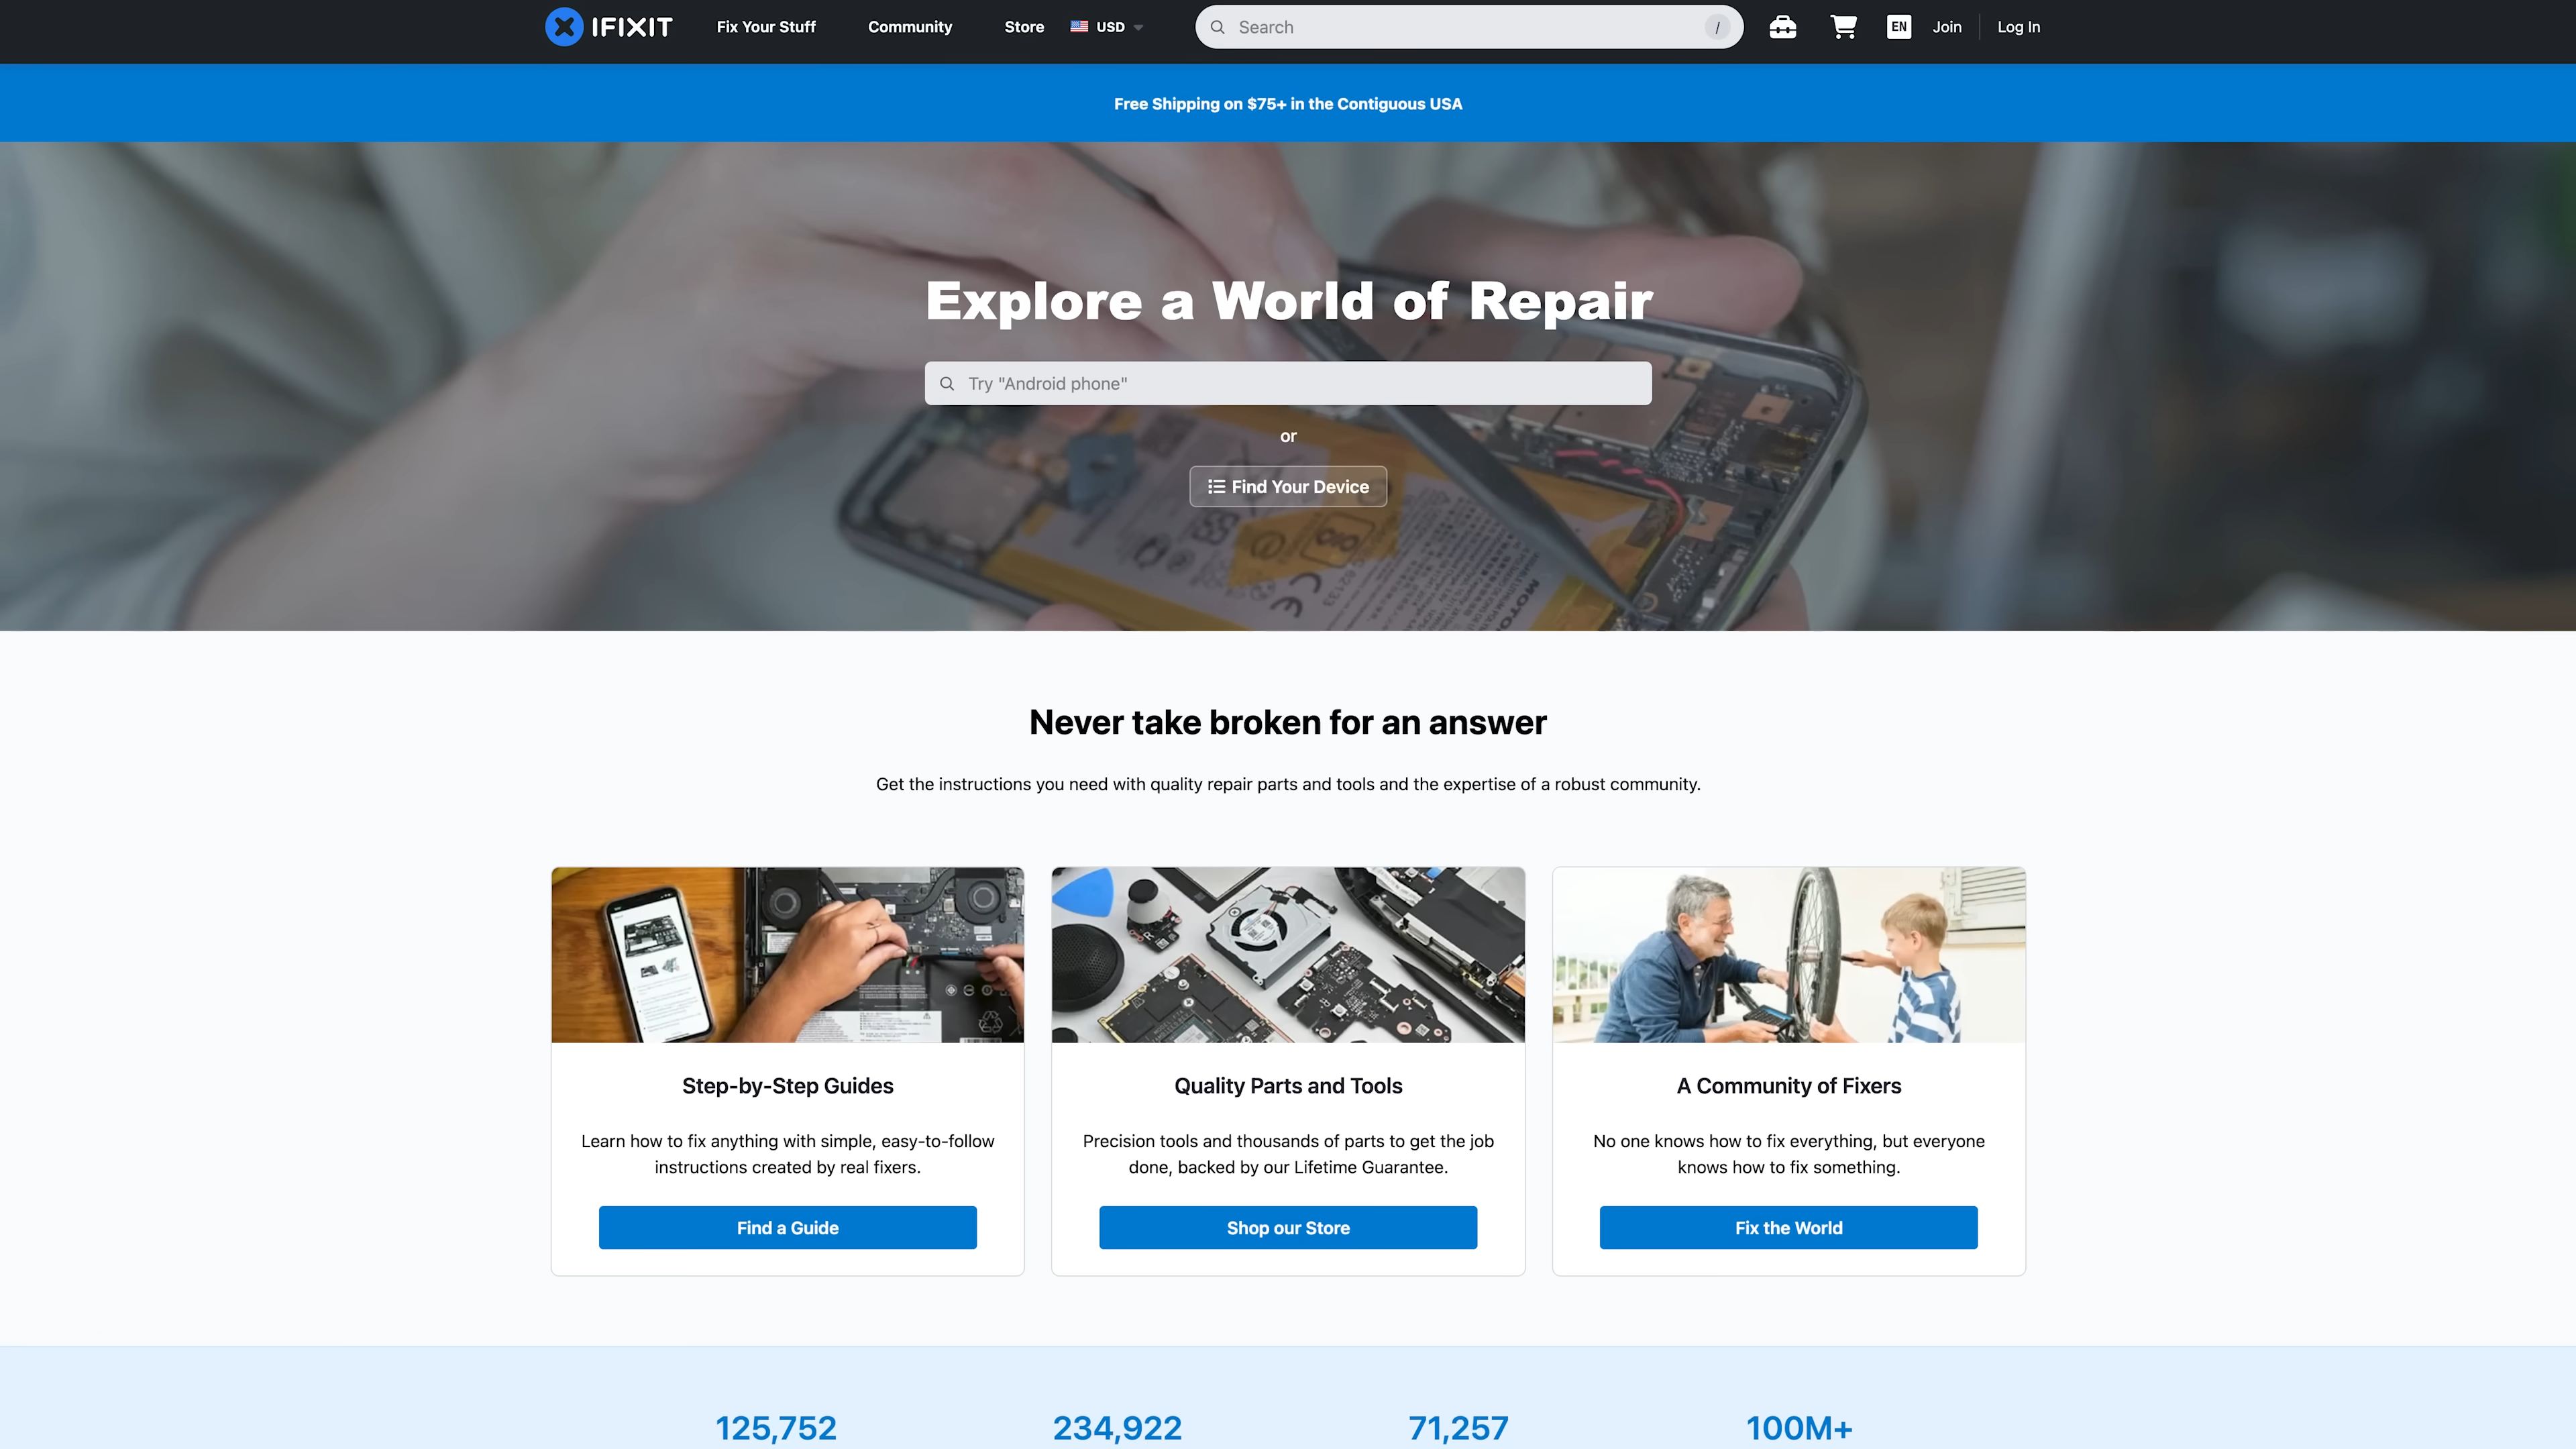 IFIXIT
Fix Your Stuff
Community
Store
USD
Search
/
EN
Join
Log In
Free Shipping on $75+ in the Contiguous USA
Explore a World of Repair
Try "Android phone"
or
Find Your Device
Never take broken for an answer
Get the instructions you need with quality repair parts and tools and the expertise of a robust community.
Step-by-Step Guides
Learn how to fix anything with simple, easy-to-follow
instructions created by real fixers.
Find a Guide
Quality Parts and Tools
Precision tools and thousands of parts to get the job
done, backed by our Lifetime Guarantee.
Shop our Store
A Community of Fixers
No one knows how to fix everything, but everyone
knows how to fix something.
Fix the World
125,752
234,922
71,257
100M+